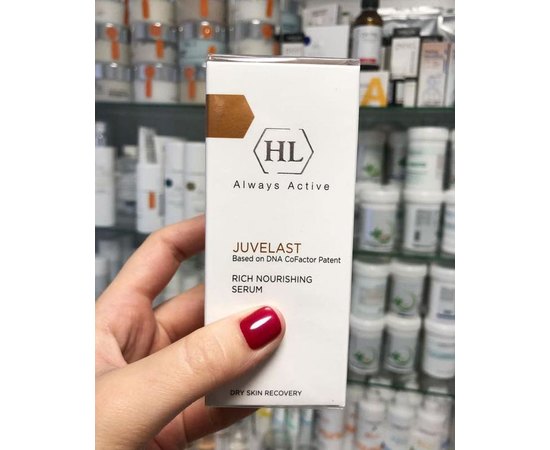 HL
Always Active
JUVELAST
Based on DNA CoFactor Patent
RICH NOURISHING
SERUM
DRY SKIN RECOVERY
A